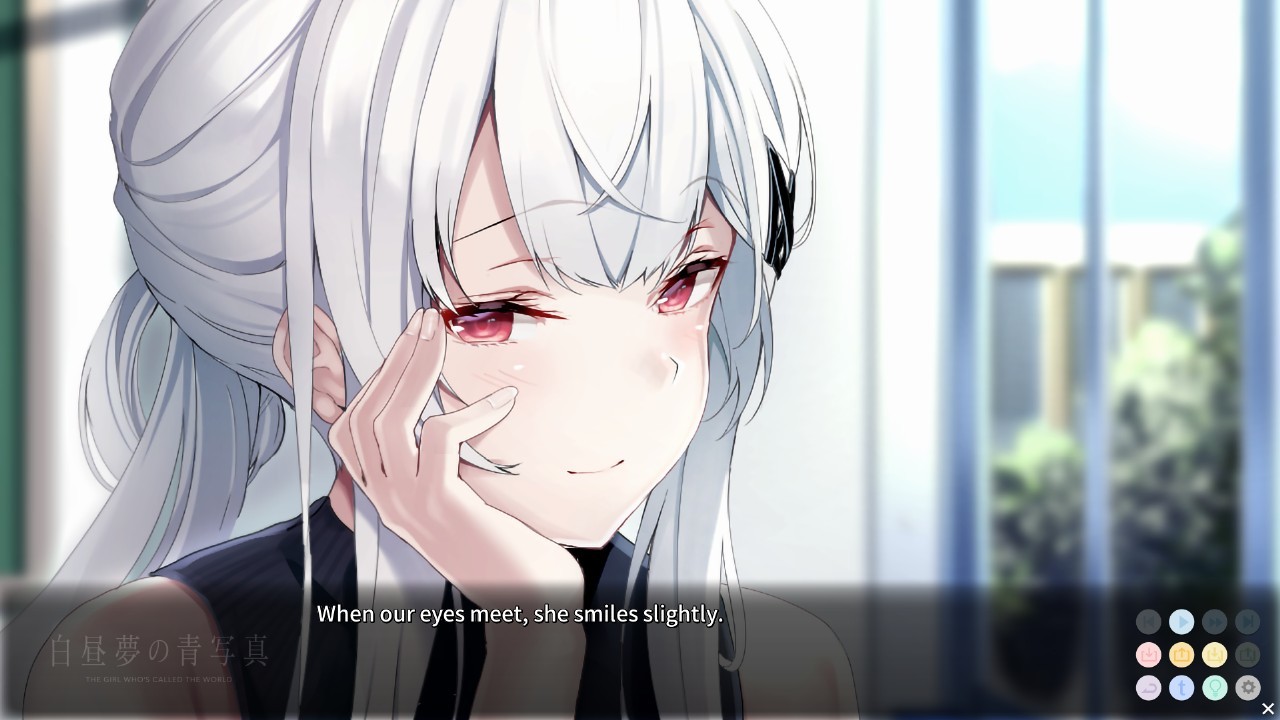 When our eyes meet, she smiles slightly.
白昼夢の青写真
THE GIRL WHO'S CALLED THE WORLD.